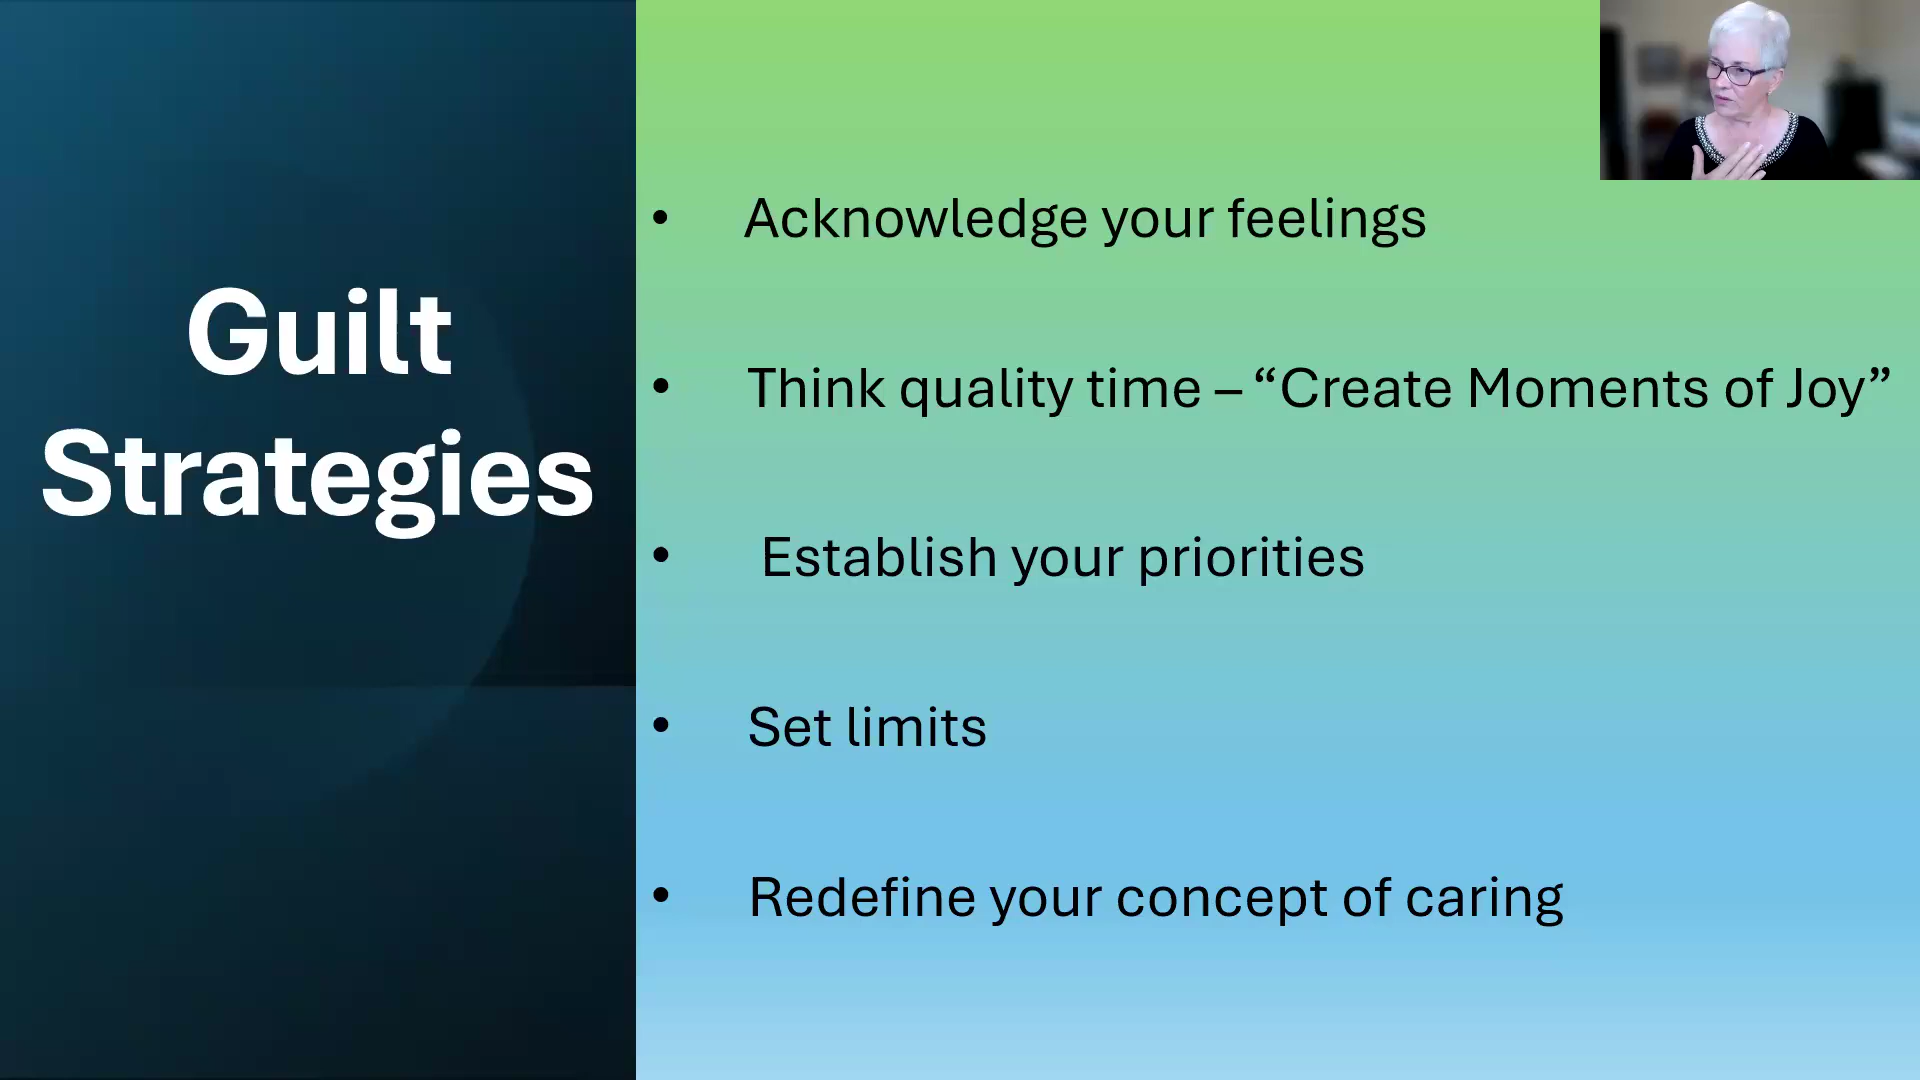 Guilt
Strategies
• Acknowledge your feelings
• Think quality time – “Create Moments of Joy”
• Establish your priorities
• Set limits
• Redefine your concept of caring